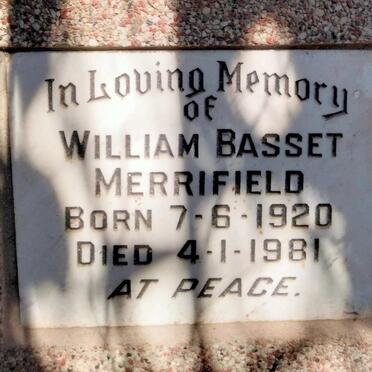 In Loving Memory
OF
WILLIAM BASSET
MERRIFIELD
BORN 7-6-1920
DIED 4-1-1981
AT PEACE.